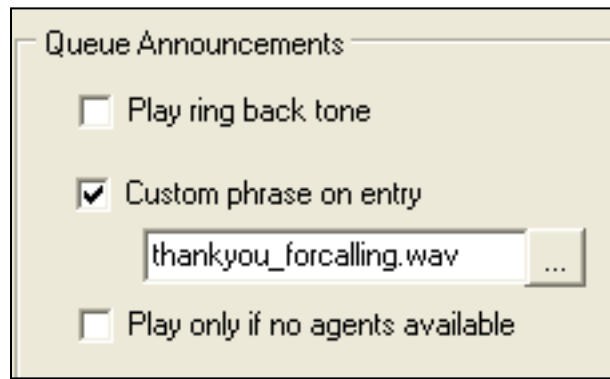 Queue Announcements
Play ring back tone
Custom phrase on entry
thankyou_forcalling.wav ...
Play only if no agents available